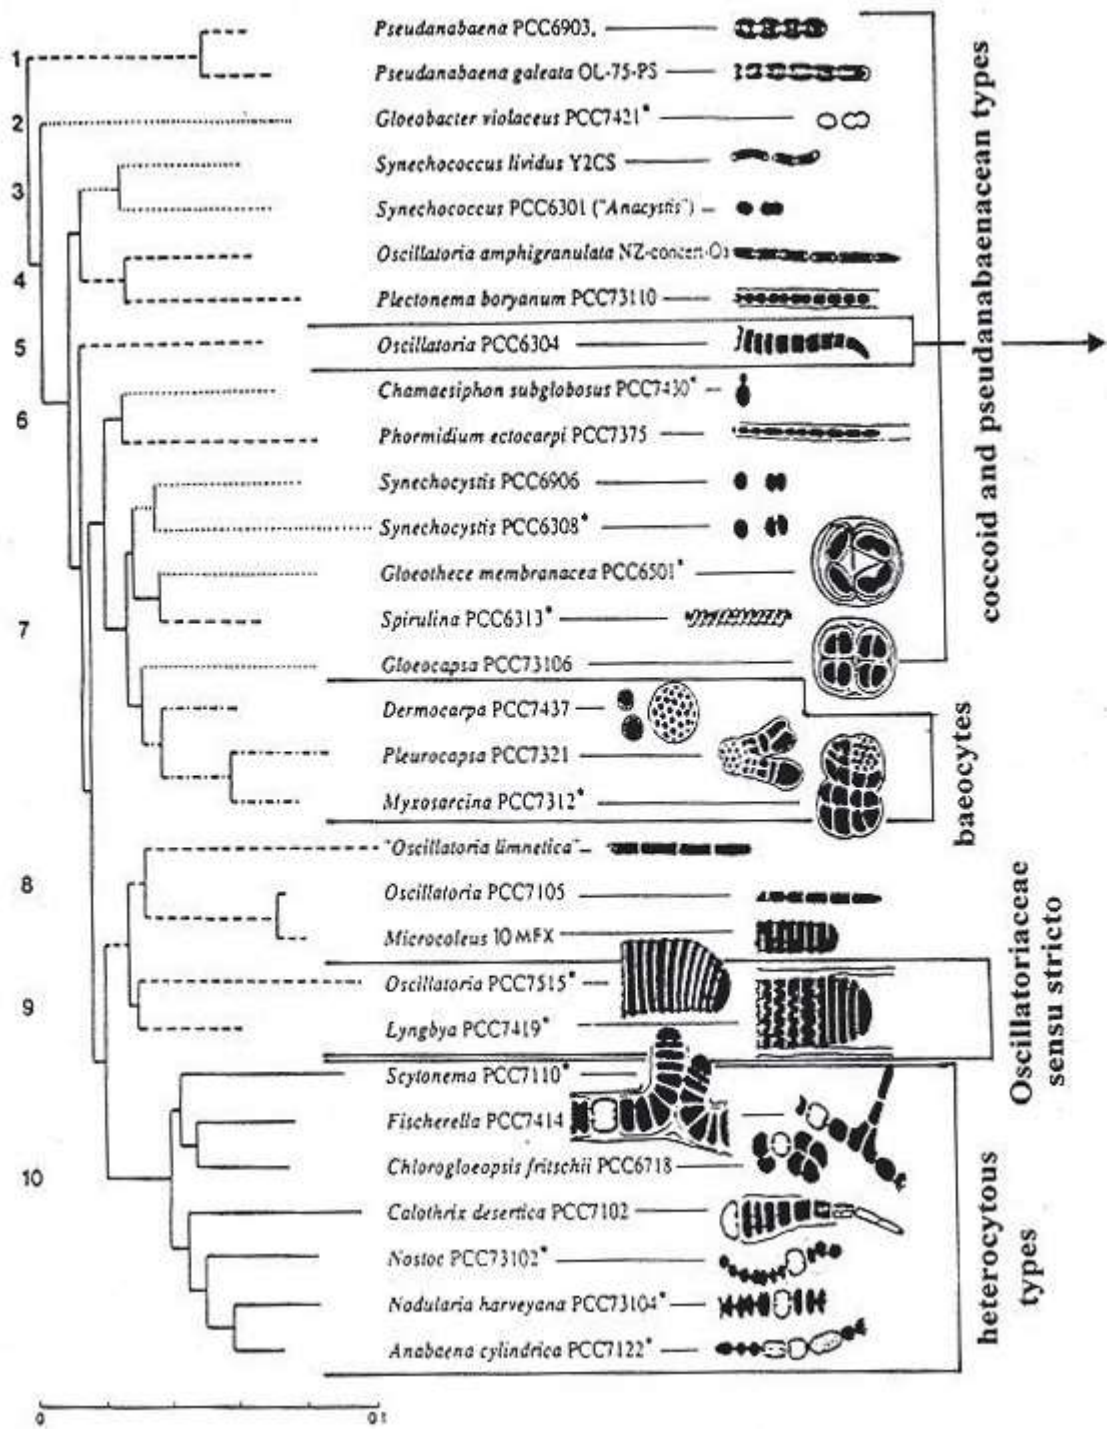 1
Pseudanabaena PCC6903.
Pseudanabaena galeata OL-75-PS
2
Gloeobacter violaceus PCC7421*
Synechococcus lividus Y2CS
3
Synechococcus PCC6301 ("Anacystis")
Oscillatoria amphigranulata
4
Plectonema boryanum PCC73110
5
Oscillatoria PCC6304
Chamaesiphon subglobosus PCC7430*
6
Phormidium ectocarpi PCC7375
Synechocystis PCC6906
Synechocystis PCC6308*
Gloeothece membranacea PCC6501*
7
Spirulina PCC6313*
Gloeocapsa PCC73106
Dermocarpa PCC7437
Pleurocapsa PCC7321
Myxosarcina PCC7312*
"Oscillatoria limnetica"
8
Oscillatoria PCC7105
Microcoleus 10 MFX
Oscillatoria PCC7515*
9
Lyngbya PCC7419*
Scytonema PCC7110*
Fischerella PCC7414
10
Chlorogloeopsis fritschii PCC6718
Calothrix desertica PCC7102
Nostoc PCC73102*
Nodularia harveyana PCC73104*
Anabaena cylindrica PCC7122*
0
0.1
coccoid and pseudanabaenacean types
baeocytes
Oscillatoriaceae
sensu stricto
heterocytous
types